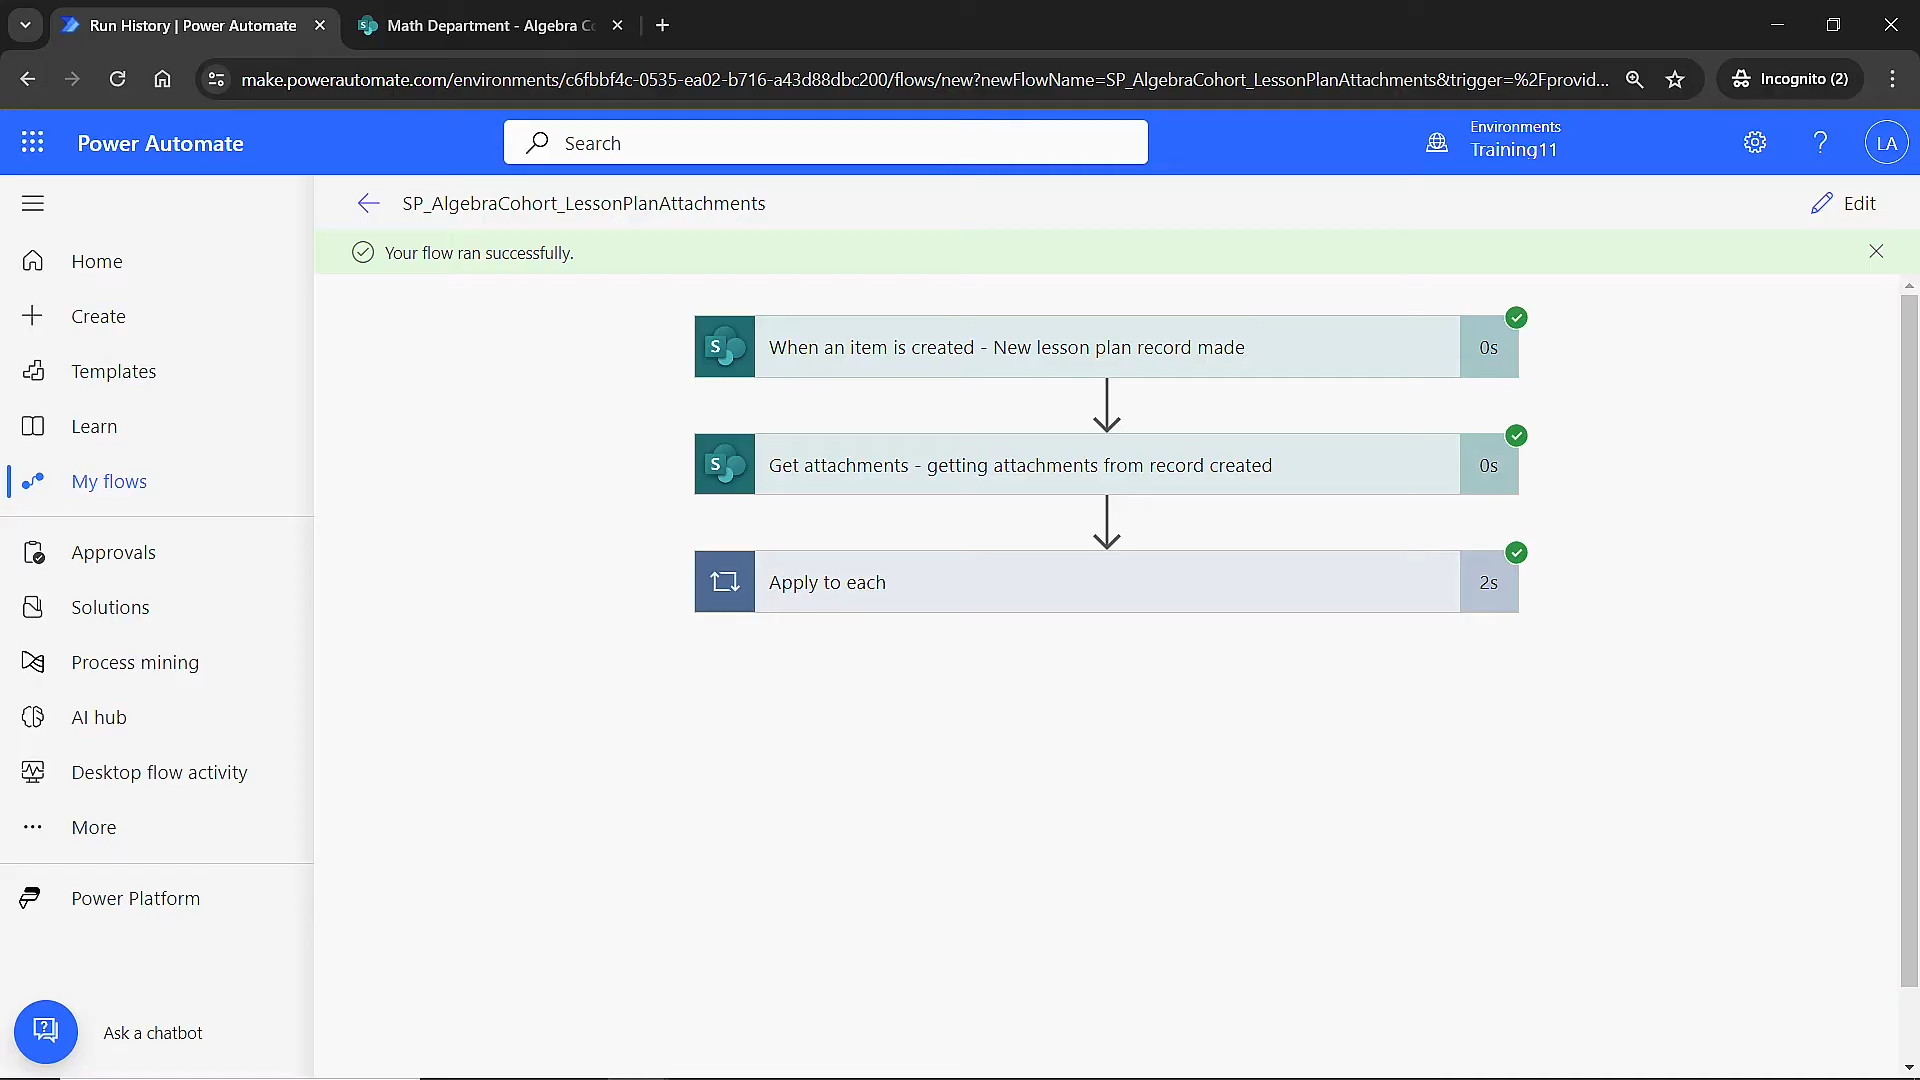 Run History | Power Automate
Math Department - Algebra Co
make.powerautomate.com/environments/c6fbbf4c-0535-ea02-b716-a43d88dbc200/flows/new?newFlowName=SP_AlgebraCohort_LessonPlanAttachments&trigger=%2Fprovid...
Incognito (2)
Power Automate
Search
Environments
Training11
LA
SP_AlgebraCohort_LessonPlanAttachments
Edit
Your flow ran successfully.
Home
Create
Templates
Learn
My flows
Approvals
Solutions
Process mining
AI hub
Desktop flow activity
More
Power Platform
Ask a chatbot
S
When an item is created - New lesson plan record made
0s
S
Get attachments - getting attachments from record created
0s
Apply to each
2s